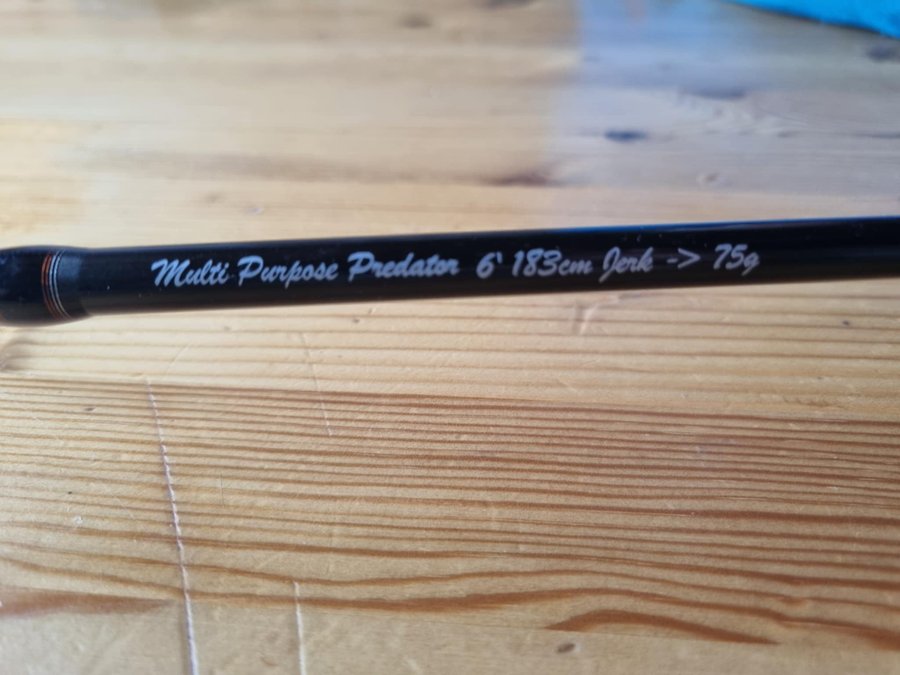 Multi Purpose Predator 6' 183cm Jerk -> 75g